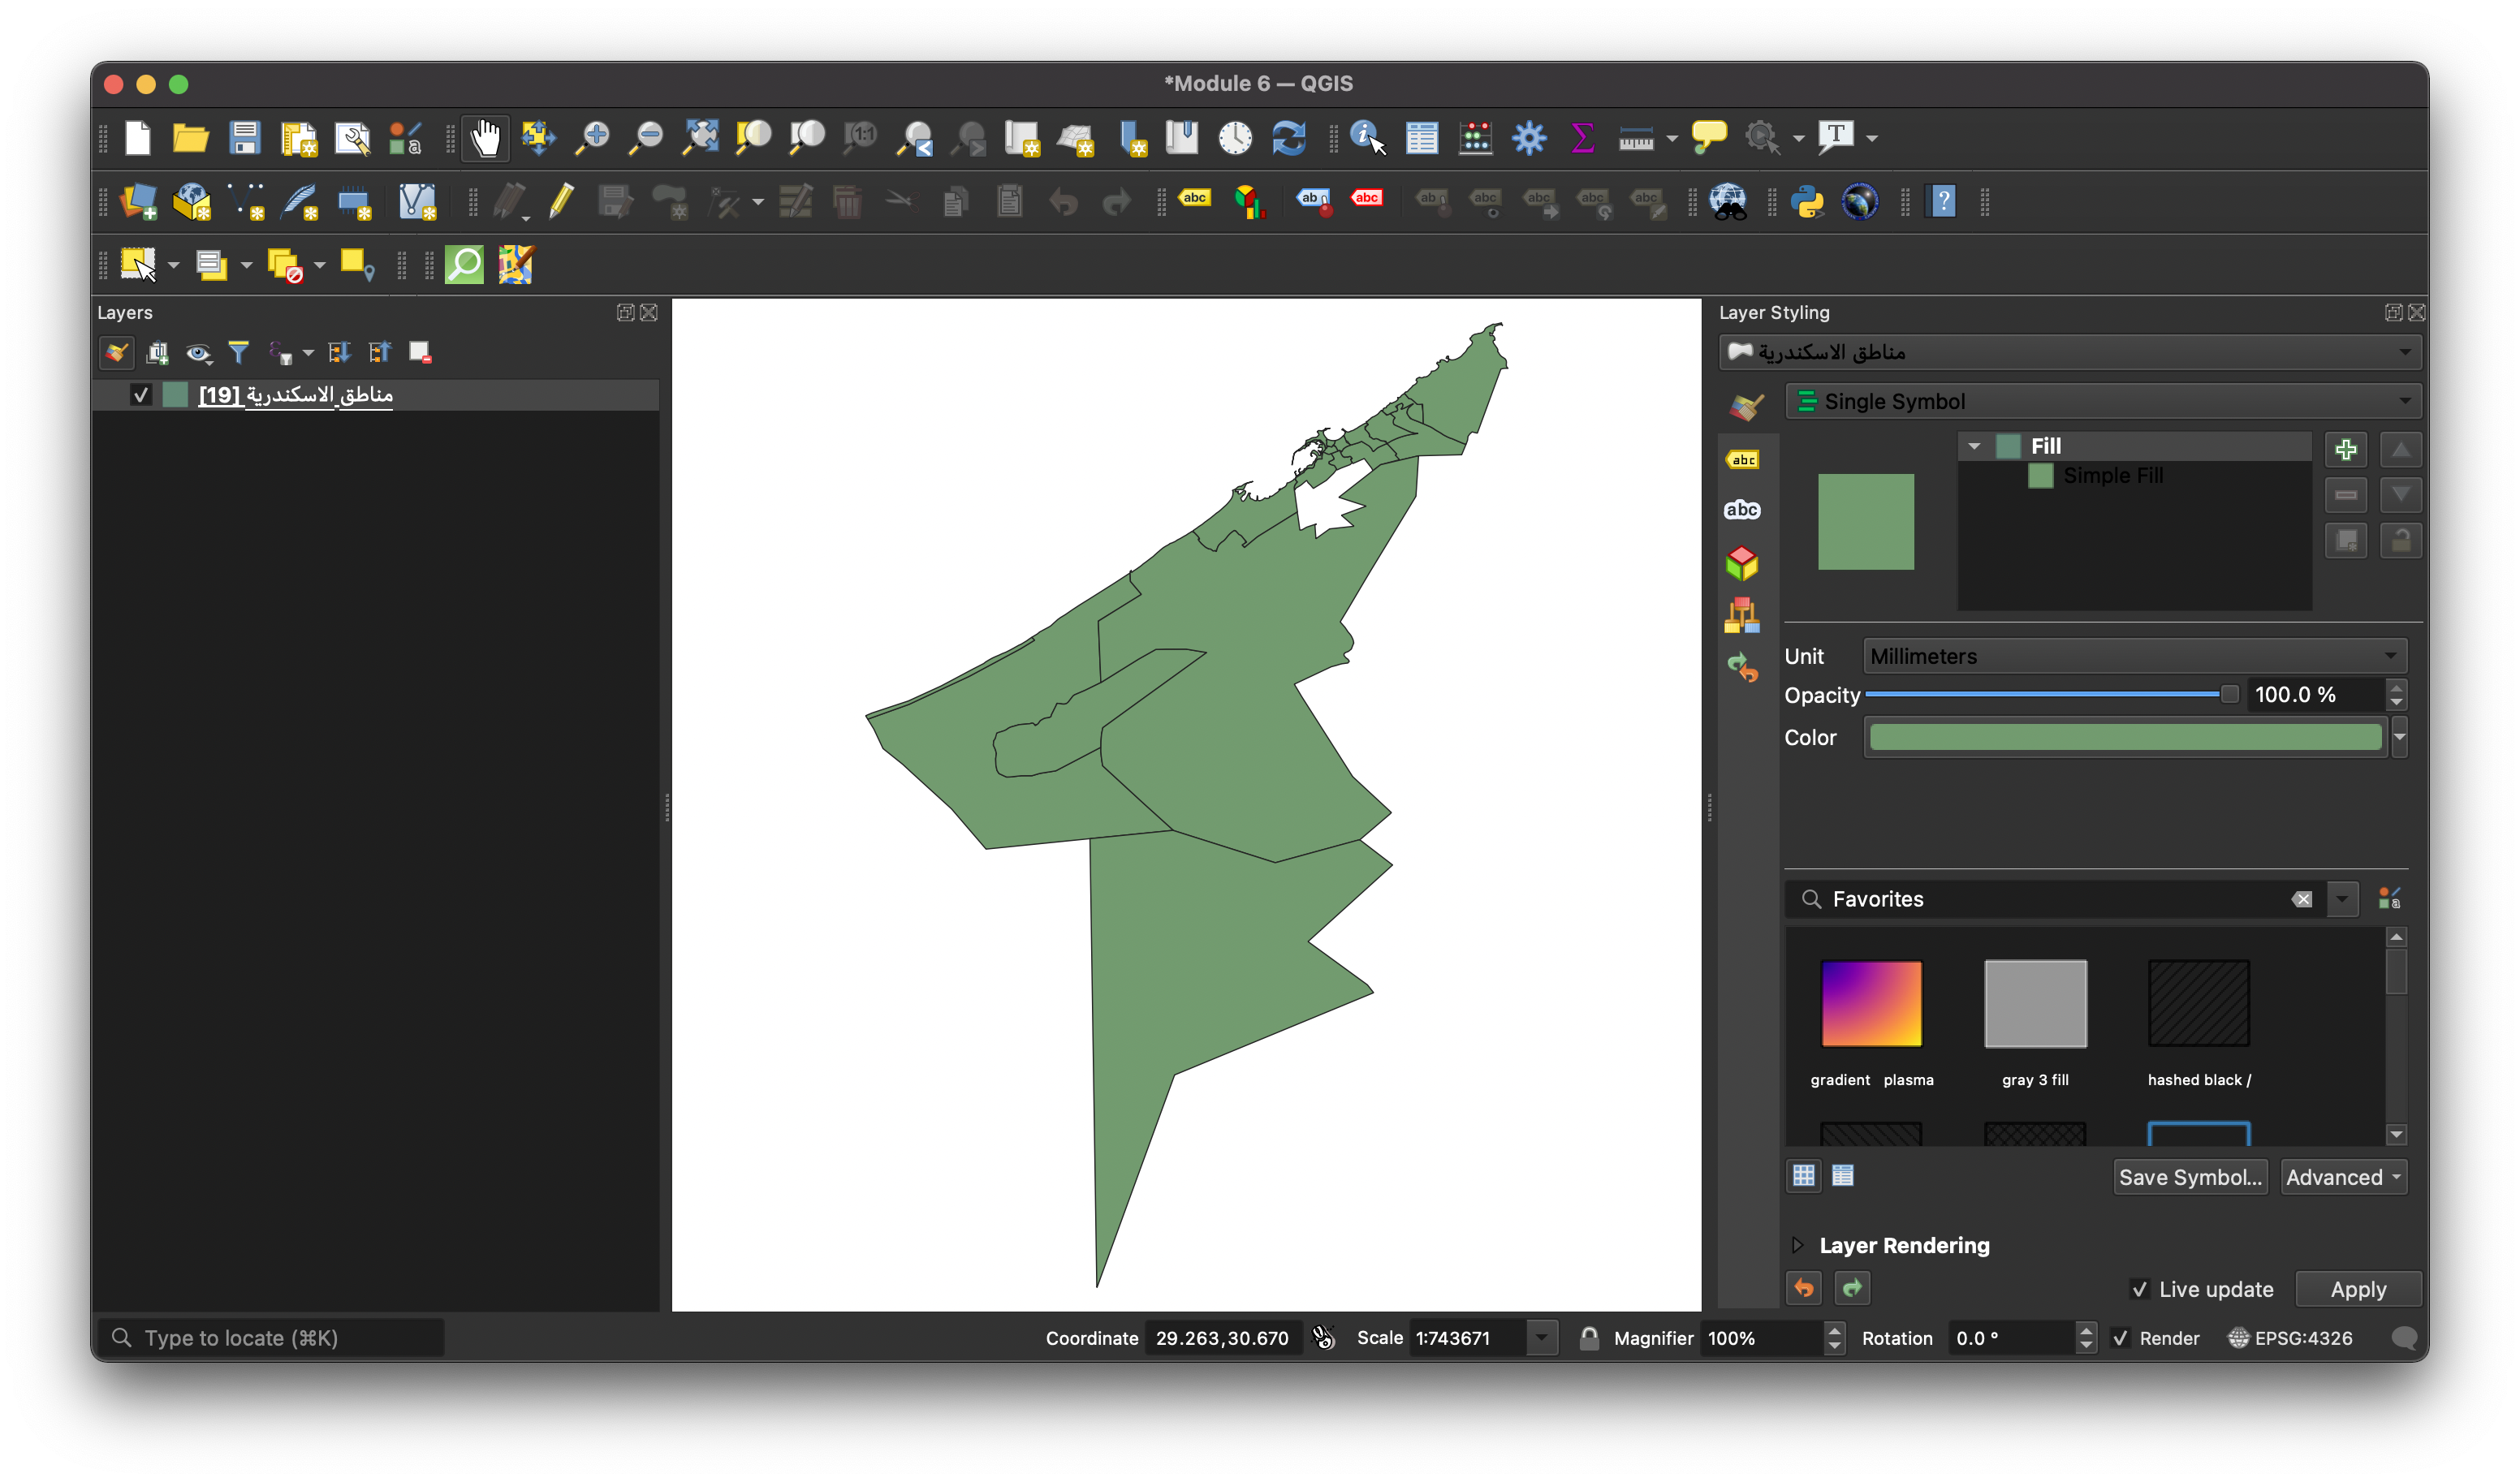 *Module 6 — QGIS
Layers
مناطق الاسكندرية [19]
Layer Styling
مناطق الاسكندرية
Single Symbol
Fill
Simple Fill
Unit
Millimeters
Opacity
100.0 %
Color
Favorites
gradient plasma
gray 3 fill
hashed black /
Save Symbol...
Advanced
Layer Rendering
Live update
Apply
Type to locate (⌘K)
Coordinate 29.263,30.670
Scale 1:743671
Magnifier 100%
Rotation 0.0 °
Render
EPSG:4326